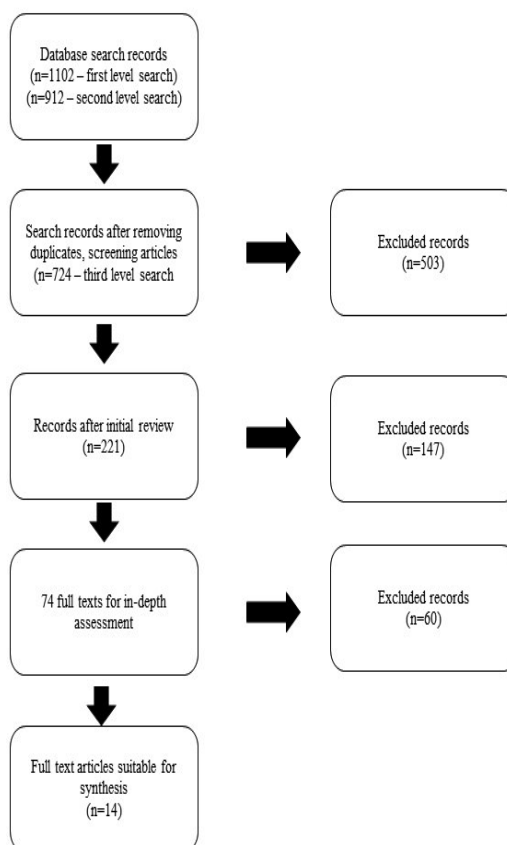 Database search records
(n=1102 – first level search)
(n=912 – second level search)
Search records after removing
duplicates, screening articles
(n=724 – third level search
Excluded records
(n=503)
Records after initial review
(n=221)
Excluded records
(n=147)
74 full texts for in-depth
assessment
Excluded records
(n=60)
Full text articles suitable for
synthesis
(n=14)